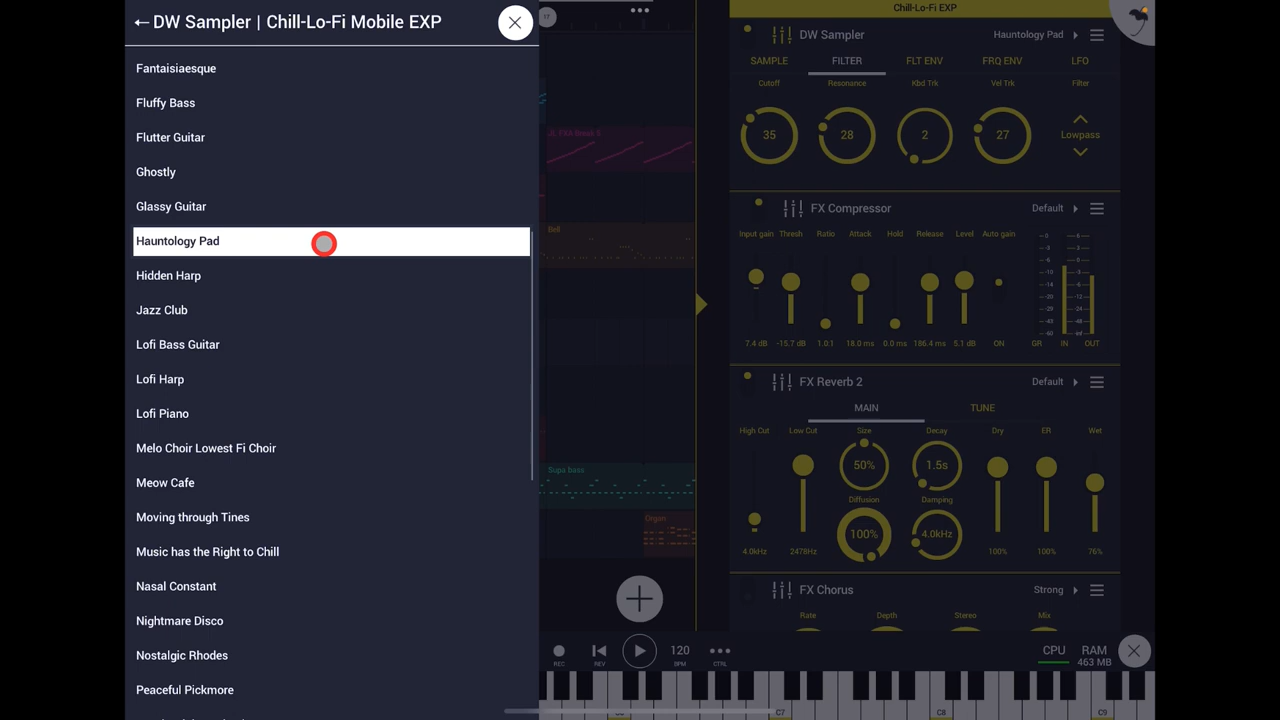 ← DW Sampler | Chill-Lo-Fi Mobile EXP
Fantaisiaesque
Fluffy Bass
Flutter Guitar
Ghostly
Glassy Guitar
Hauntology Pad
Hidden Harp
Jazz Club
Lofi Bass Guitar
Lofi Harp
Lofi Piano
Melo Choir Lowest Fi Choir
Meow Cafe
Moving through Tines
Music has the Right to Chill
Nasal Constant
Nightmare Disco
Nostalgic Rhodes
Peaceful Pickmore
JL FXA Break 5
Bell
Supa bass
Organ
Chill-Lo-Fi EXP
DW Sampler Hauntology Pad
SAMPLE FILTER FLT ENV FRQ ENV LFO
Cutoff Resonance Kbd Trk Vel Trk Filter
35 28 2 27 Lowpass
FX Compressor Default
Input gain Thresh Ratio Attack Hold Release Level Auto gain
7.4 dB -15.7 dB 1.0:1 18.0 ms 0.0 ms 186.4 ms 5.1 dB ON GR IN OUT
FX Reverb 2 Default
MAIN TUNE
High Cut Low Cut Size Decay Dry ER Wet
50% 1.5s
Diffusion Damping
100% 4.0kHz
4.0kHz 2478Hz 100% 100% 76%
FX Chorus Strong
Rate Depth Stereo Mix
120 CPU RAM
REC REV BPM CTRL 463 MB
C7 C8 C9